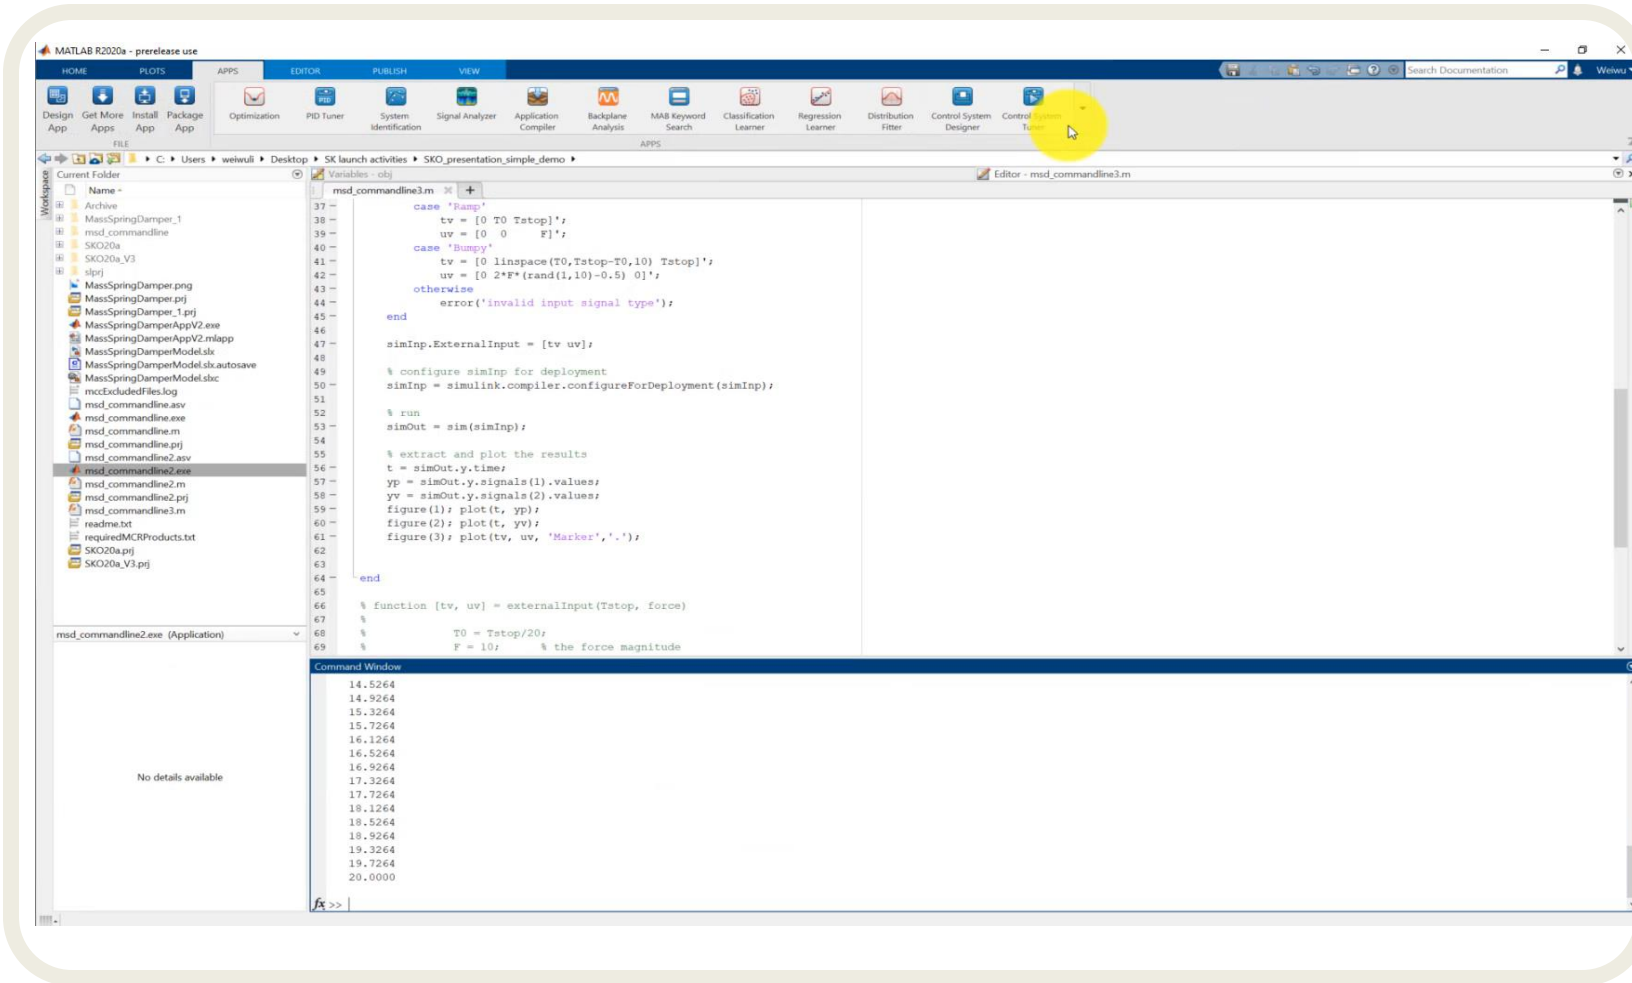 MATLAB R2020a - prerelease use
HOME PLOTS APPS EDITOR PUBLISH VIEW
Search Documentation
Weiwu
Design App
Get More Apps
Install App
Package App
Optimization
PID Tuner
System Identification
Signal Analyzer
Application Compiler
Backplane Analysis
MAB Keyword Search
Classification Learner
Regression Learner
Distribution Fitter
Control System Designer
Control System Tuner
FILE
APPS
C: Users weiwuli Desktop SK launch activities SKO_presentation_simple_demo
Workspace
Current Folder
Name
Archive
MassSpringDamper_1
msd_commandline
SKO20a
SKO20a_V3
slprj
MassSpringDamper.png
MassSpringDamper.prj
MassSpringDamper_1.prj
MassSpringDamperAppV2.exe
MassSpringDamperAppV2.mlapp
MassSpringDamperModel.slx
MassSpringDamperModel.slx.autosave
MassSpringDamperModel.slxc
mccExcludedFiles.log
msd_commandline.asv
msd_commandline.exe
msd_commandline.m
msd_commandline.prj
msd_commandline2.asv
msd_commandline2.exe
msd_commandline2.m
msd_commandline2.prj
msd_commandline3.m
readme.txt
requiredMCRProducts.txt
SKO20a.prj
SKO20a_V3.prj
msd_commandline2.exe (Application)
No details available
Variables - obj
Editor - msd_commandline3.m
msd_commandline3.m
37 case 'Ramp'
38 tv = [0 T0 Tstop]';
39 uv = [0 0 F]';
40 case 'Bumpy'
41 tv = [0 linspace(T0,Tstop-T0,10) Tstop]';
42 uv = [0 2*F*(rand(1,10)-0.5) 0]';
43 otherwise
44 error('invalid input signal type');
45 end
46
47 simInp.ExternalInput = [tv uv];
48
49 % configure simInp for deployment
50 simInp = simulink.compiler.configureForDeployment(simInp);
51
52 % run
53 simOut = sim(simInp);
54
55 % extract and plot the results
56 t = simOut.y.time;
57 yp = simOut.y.signals(1).values;
58 yv = simOut.y.signals(2).values;
59 figure(1); plot(t, yp);
60 figure(2); plot(t, yv);
61 figure(3); plot(tv, uv, 'Marker','.');
62
63
64 end
65
66 % function [tv, uv] = externalInput(Tstop, force)
67 %
68 % T0 = Tstop/20;
69 % F = 10; % the force magnitude
Command Window
14.5264
14.9264
15.3264
15.7264
16.1264
16.5264
16.9264
17.3264
17.7264
18.1264
18.5264
18.9264
19.3264
19.7264
20.0000
fx >>